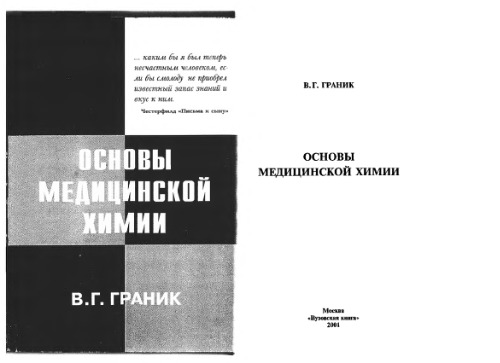 ... каким бы я был теперь
несчастным человеком, ес-
ли бы смолоду не приобрел
известный запас знаний и
вкус к ним.
Честерфилд «Письма к сыну»
ОСНОВЫ
МЕДИЦИНСКОЙ
ХИМИИ
В.Г. ГРАНИК
В.Г. ГРАНИК
ОСНОВЫ
МЕДИЦИНСКОЙ ХИМИИ
Москва
«Вузовская книга»
2001